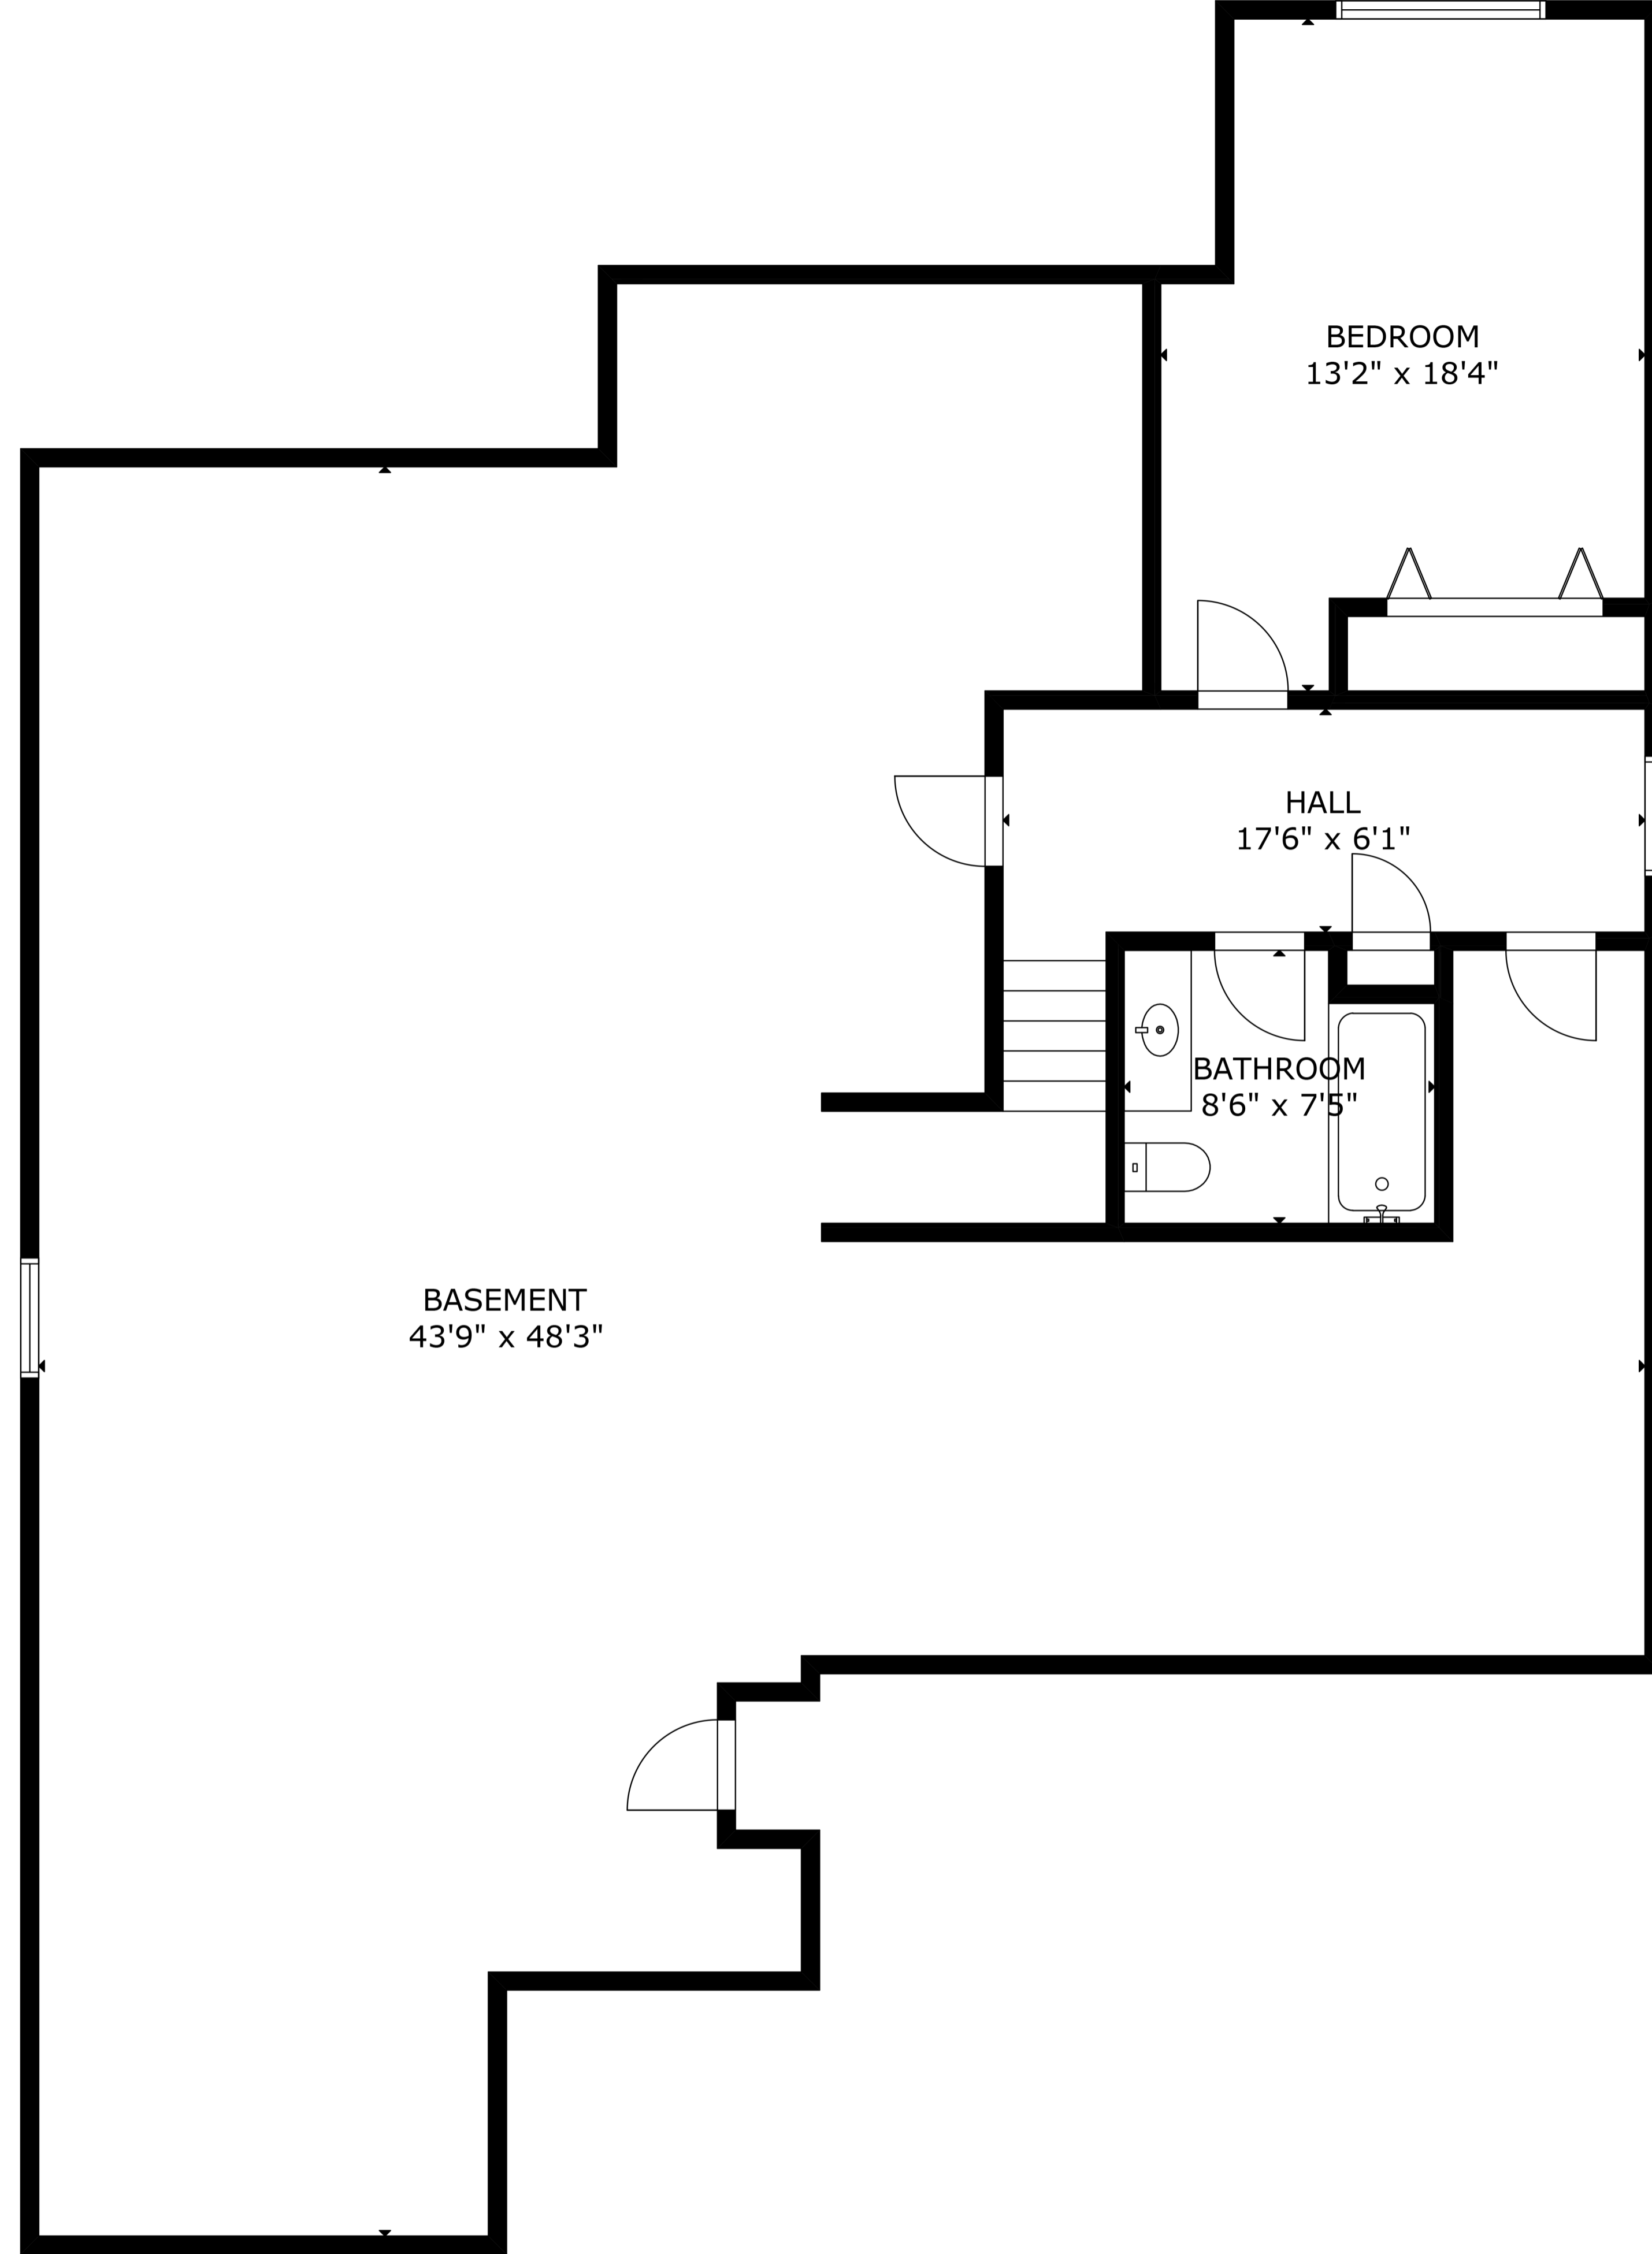 BEDROOM
13'2" x 18'4"
HALL
17'6" x 6'1"
BATHROOM
8'6" x 7'5"
BASEMENT
43'9" x 48'3"